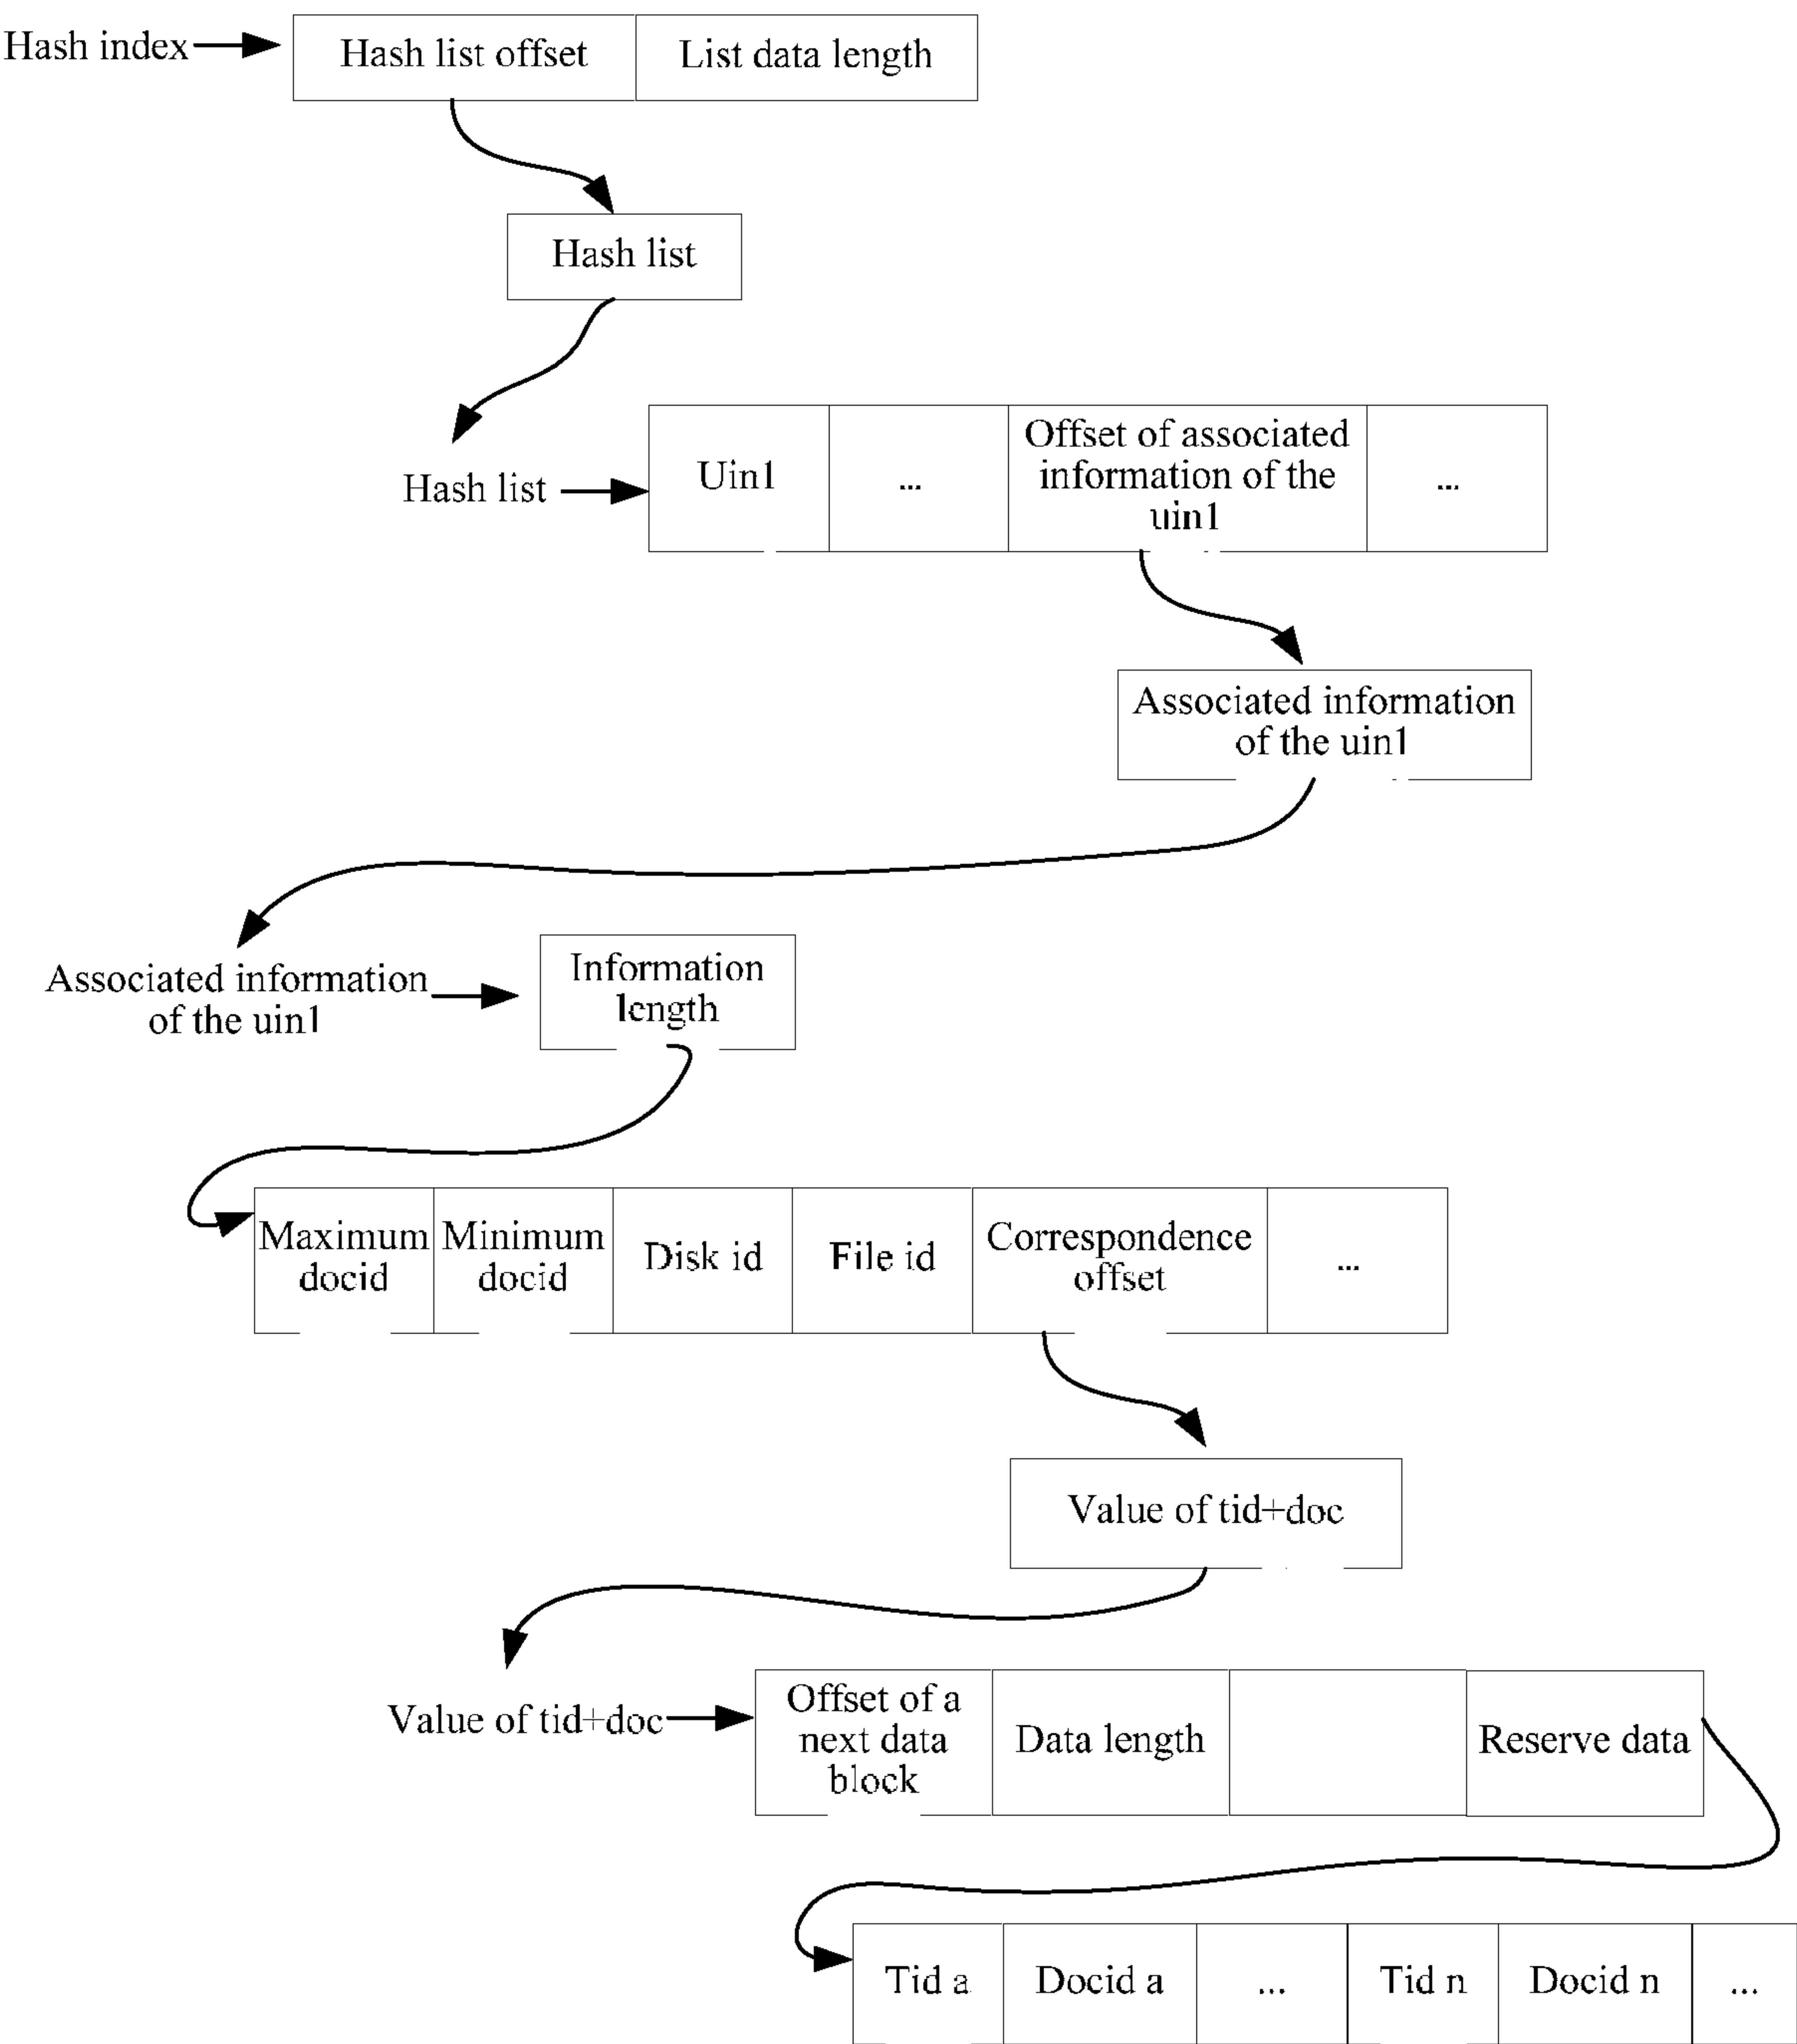 Hash index
Hash list offset
List data length
Hash list
Hash list
Uin1
...
Offset of associated
information of the
uin1
...
Associated information
of the uin1
Associated information
of the uin1
Information
length
Maximum
docid
Minimum
docid
Disk id
File id
Correspondence
offset
...
Value of tid+doc
Value of tid+doc
Offset of a
next data
block
Data length
Reserve data
Tid a
Docid a
...
Tid n
Docid n
...